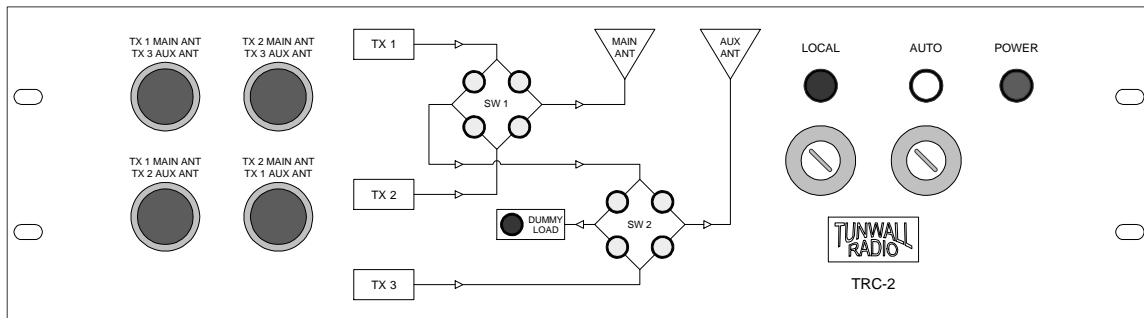 TX 1 MAIN ANT
TX 3 AUX ANT
TX 2 MAIN ANT
TX 3 AUX ANT
TX 1 MAIN ANT
TX 2 AUX ANT
TX 2 MAIN ANT
TX 1 AUX ANT
TX 1
MAIN
ANT
AUX
ANT
SW 1
TX 2
DUMMY
LOAD
SW 2
TX 3
LOCAL
AUTO
POWER
TUNWALL
RADIO
TRC-2